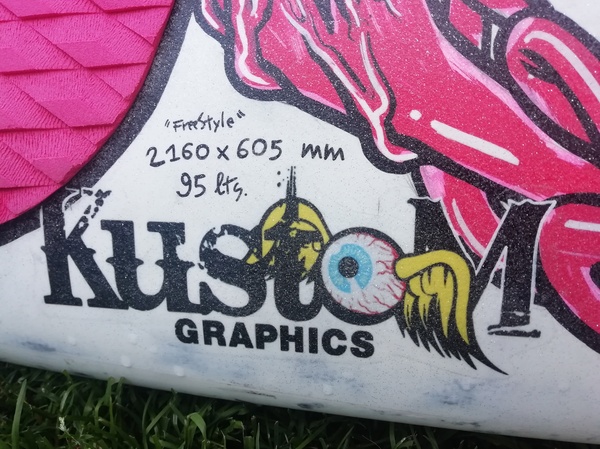 "FreeStyle"
2160 x 605 mm
95 lts.
KustoM
GRAPHICS